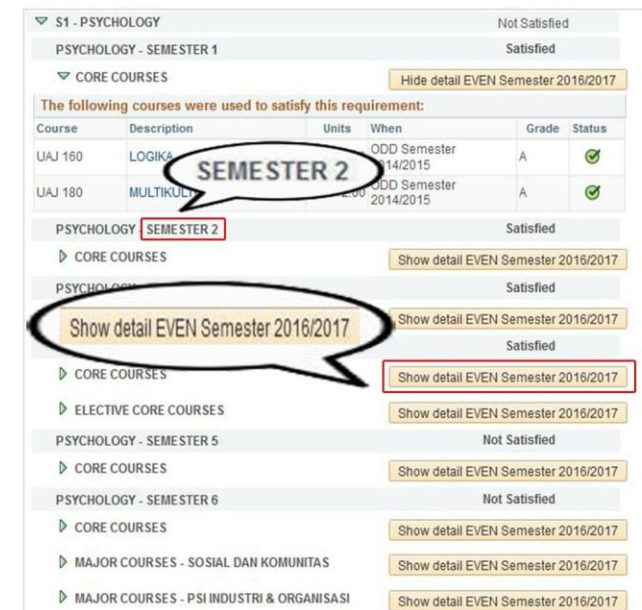 S1 - PSYCHOLOGY Not Satisfied
PSYCHOLOGY - SEMESTER 1 Satisfied
CORE COURSES Hide detail EVEN Semester 2016/2017
The following courses were used to satisfy this requirement:
Course Description Units When Grade Status
UAJ 160 LOGIKA ODD Semester 2014/2015 A
SEMESTER 2
UAJ 180 2.00 ODD Semester 2014/2015 A
PSYCHOLOGY - SEMESTER 2 Satisfied
CORE COURSES Show detail EVEN Semester 2016/2017
PSYCHOLOGY Satisfied
Show detail EVEN Semester 2016/2017
Show detail EVEN Semester 2016/2017
Satisfied
CORE COURSES Show detail EVEN Semester 2016/2017
ELECTIVE CORE COURSES Show detail EVEN Semester 2016/2017
PSYCHOLOGY - SEMESTER 5 Not Satisfied
CORE COURSES Show detail EVEN Semester 2016/2017
PSYCHOLOGY - SEMESTER 6 Not Satisfied
CORE COURSES Show detail EVEN Semester 2016/2017
MAJOR COURSES - SOSIAL DAN KOMUNITAS Show detail EVEN Semester 2016/2017
MAJOR COURSES - PSI INDUSTRI & ORGANISASI Show detail EVEN Semester 2016/2017